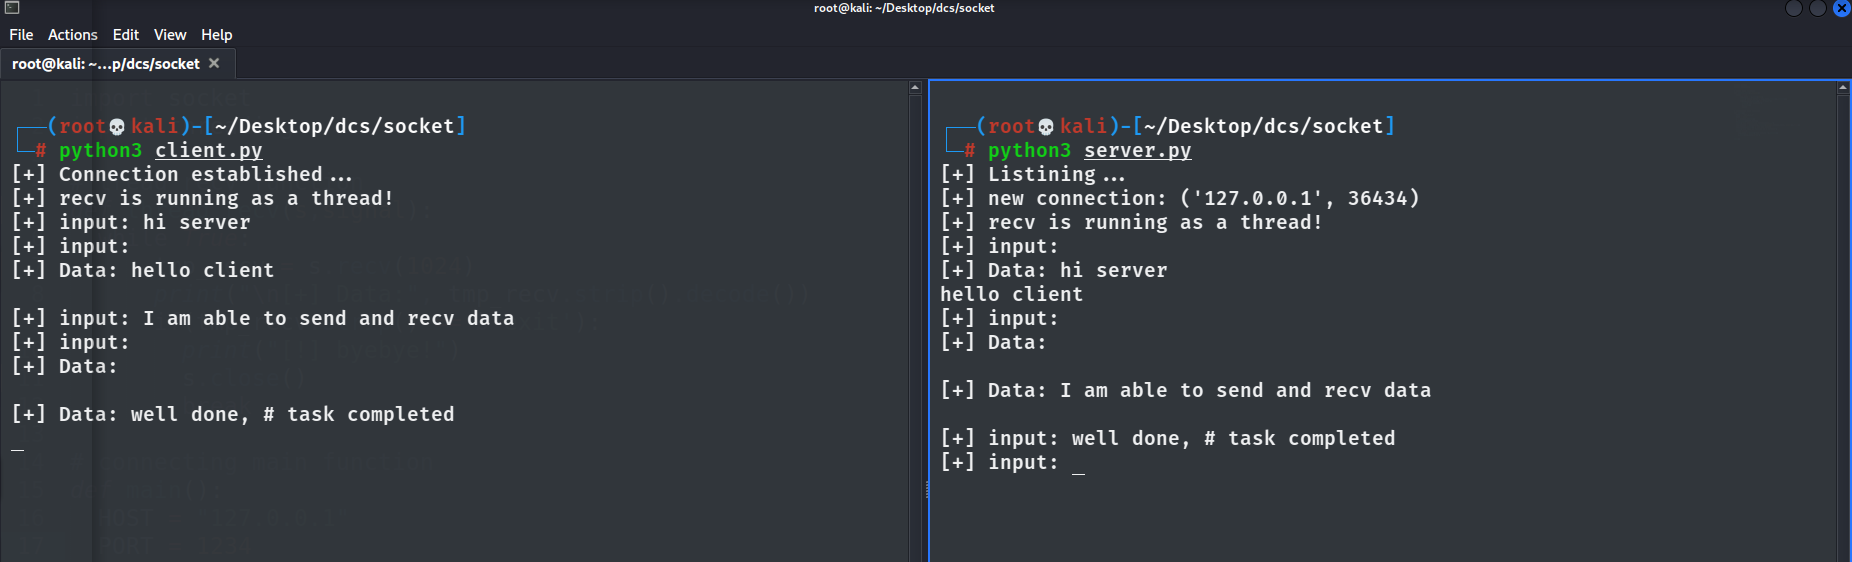 root@kali: ~/Desktop/dcs/socket
File Actions Edit View Help
root@kali: ~...p/dcs/socket
(root💀kali)-[~/Desktop/dcs/socket]
# python3 client.py
[+] Connection established...
[+] recv is running as a thread!
[+] input: hi server
[+] input:
[+] Data: hello client
[+] input: I am able to send and recv data
[+] input:
[+] Data:
[+] Data: well done, # task completed
(root💀kali)-[~/Desktop/dcs/socket]
# python3 server.py
[+] Listining...
[+] new connection: ('127.0.0.1', 36434)
[+] recv is running as a thread!
[+] input:
[+] Data: hi server
hello client
[+] input:
[+] Data:
[+] Data: I am able to send and recv data
[+] input: well done, # task completed
[+] input: _